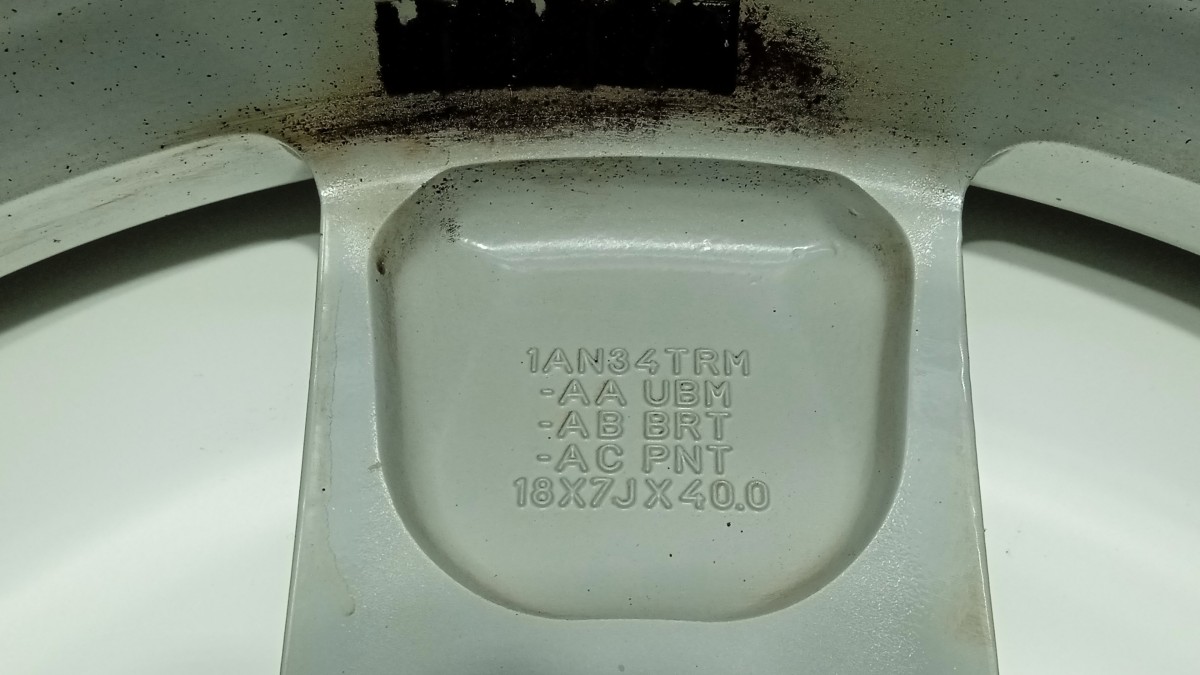 1AN34TRM
-AA UBM
-AB BRT
-AC PNT
18X7JX40.0